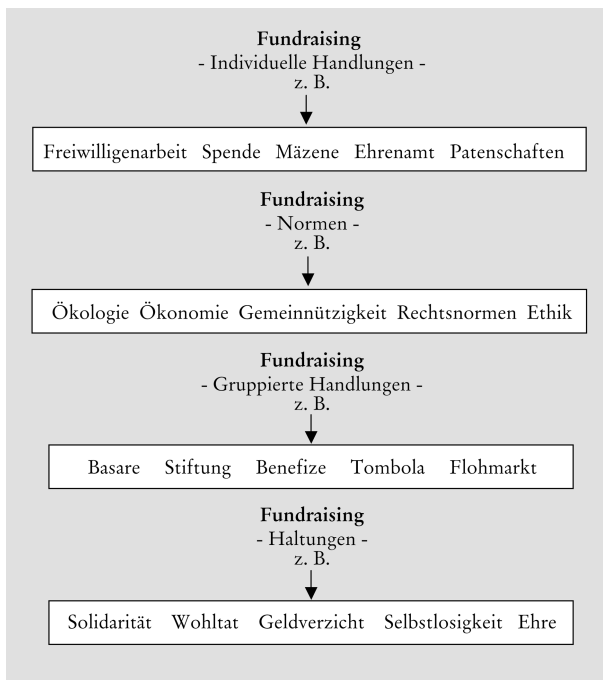 Fundraising
- Individuelle Handlungen -
z. B.
Freiwilligenarbeit Spende Mäzene Ehrenamt Patenschaften
Fundraising
- Normen -
z. B.
Ökologie Ökonomie Gemeinnützigkeit Rechtsnormen Ethik
Fundraising
- Gruppierte Handlungen -
z. B.
Basare Stiftung Benefize Tombola Flohmarkt
Fundraising
- Haltungen -
z. B.
Solidarität Wohltat Geldverzicht Selbstlosigkeit Ehre